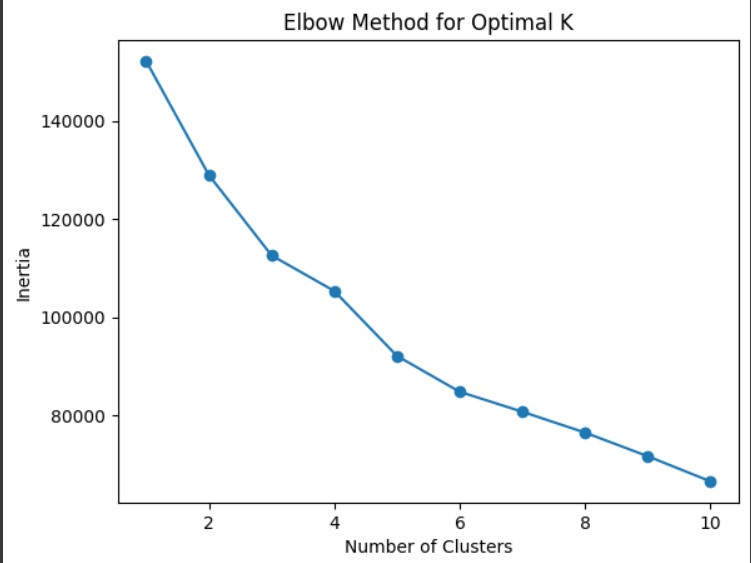 Elbow Method for Optimal K
140000
120000
100000
80000
Inertia
2 4 6 8 10
Number of Clusters